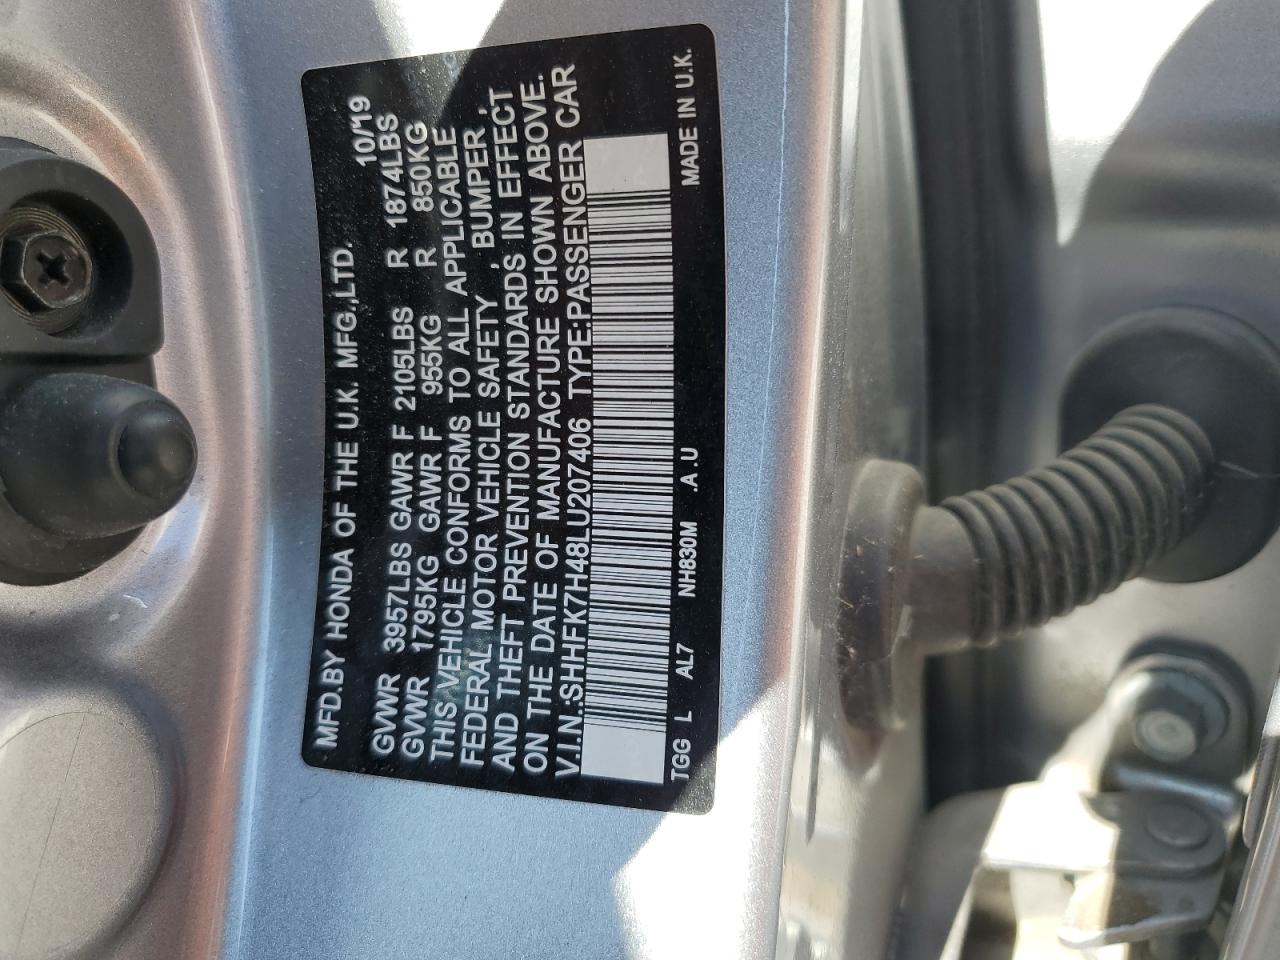 MFD.BY HONDA OF THE U.K. MFG.,LTD. 10/19
GVWR 3957LBS GAWR F 2105LBS R 1874LBS
GVWR 1795KG GAWR F 955KG R 850KG
THIS VEHICLE CONFORMS TO ALL APPLICABLE
FEDERAL MOTOR VEHICLE SAFETY , BUMPER ,
AND THEFT PREVENTION STANDARDS IN EFFECT
ON THE DATE OF MANUFACTURE SHOWN ABOVE.
V.I.N.:SHHFK7H48LU207406 TYPE:PASSENGER CAR
TGG L AL7 NH830M .A.U MADE IN U.K.